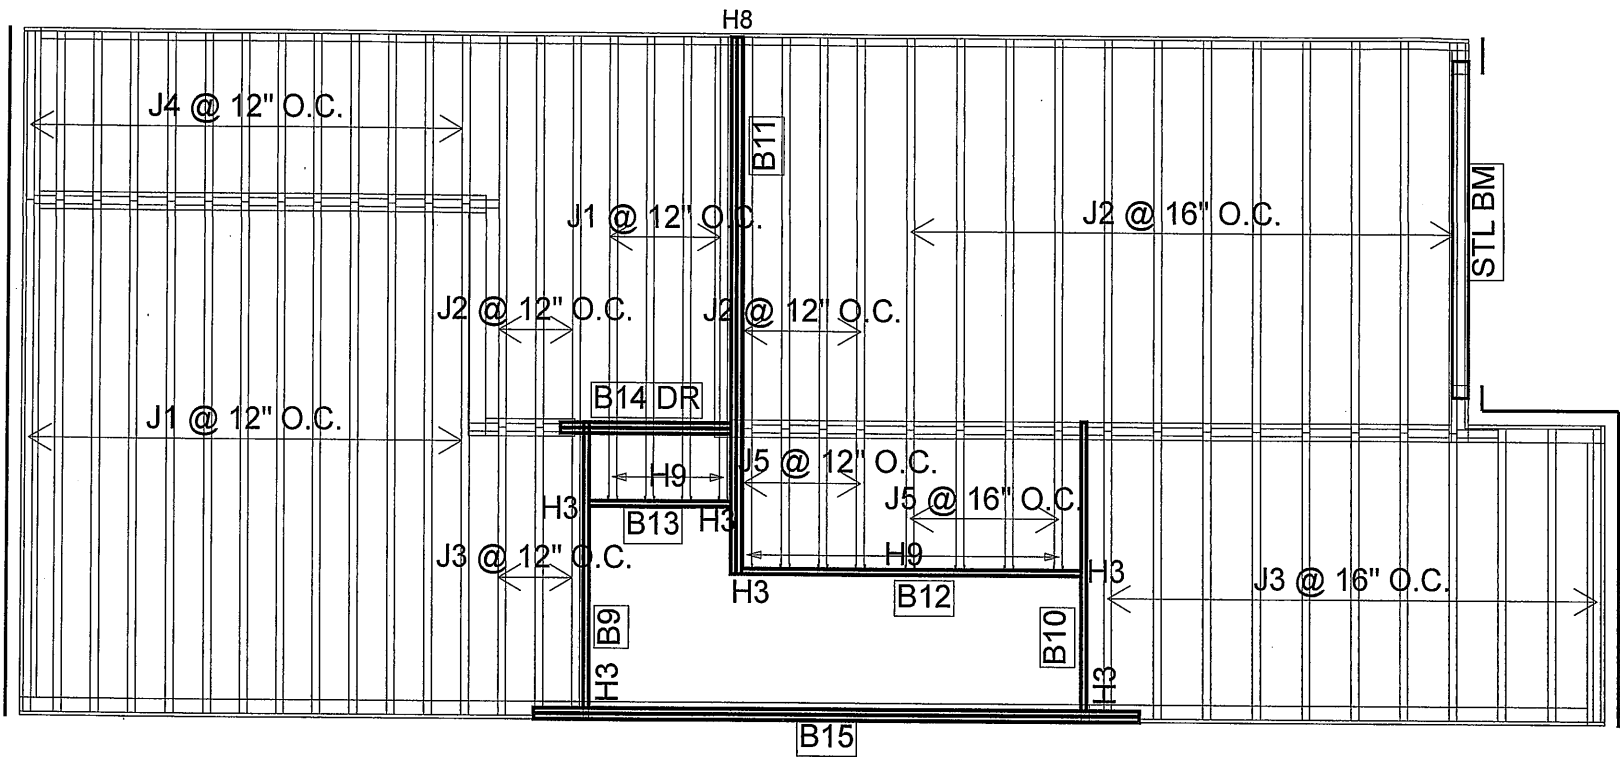 H8
J4 @ 12" O.C.
B11
J1 @ 12" O.C.
J2 @ 16" O.C.
STL BM
J2 @ 12" O.C.
J2 @ 12" O.C.
B14 DR
J1 @ 12" O.C.
H9
J5 @ 12" O.C.
J5 @ 16" O.C.
H3
B13
H3
J3 @ 12" O.C.
H9
H3
B12
H3
J3 @ 16" O.C.
B9
B10
H3
H3
B15